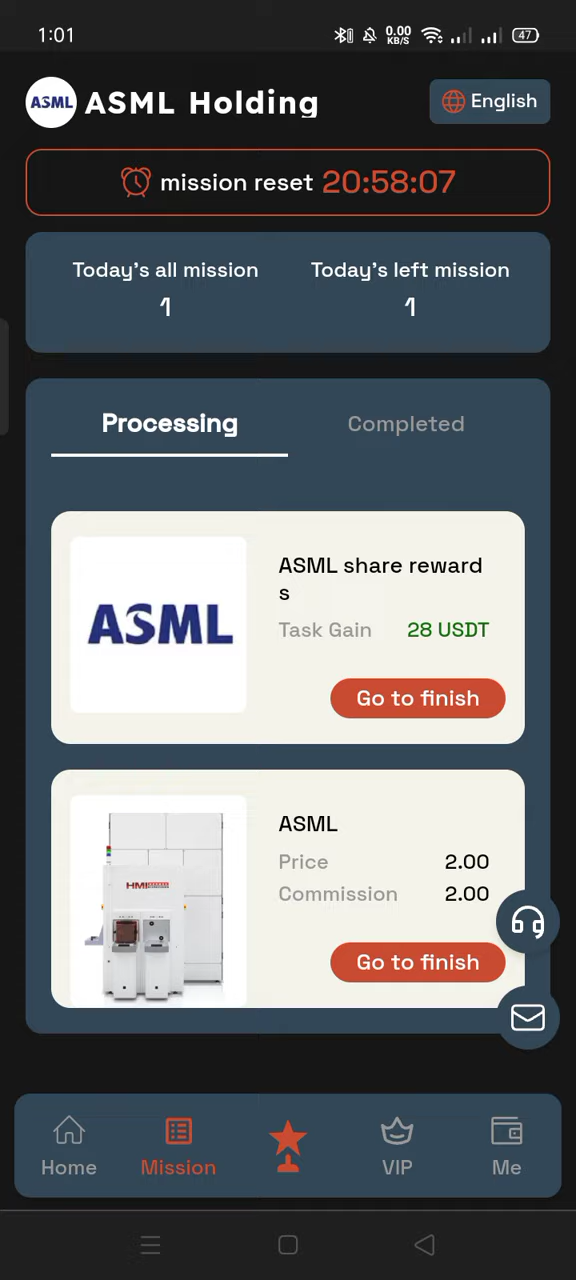 1:01
0.00
KB/S
47
ASML
ASML Holding
English
mission reset 20:58:07
Today's all mission
Today's left mission
1
1
Processing
Completed
ASML
ASML share reward
s
Task Gain 28 USDT
Go to finish
HMI
ASML
Price 2.00
Commission 2.00
Go to finish
Home
Mission
VIP
Me